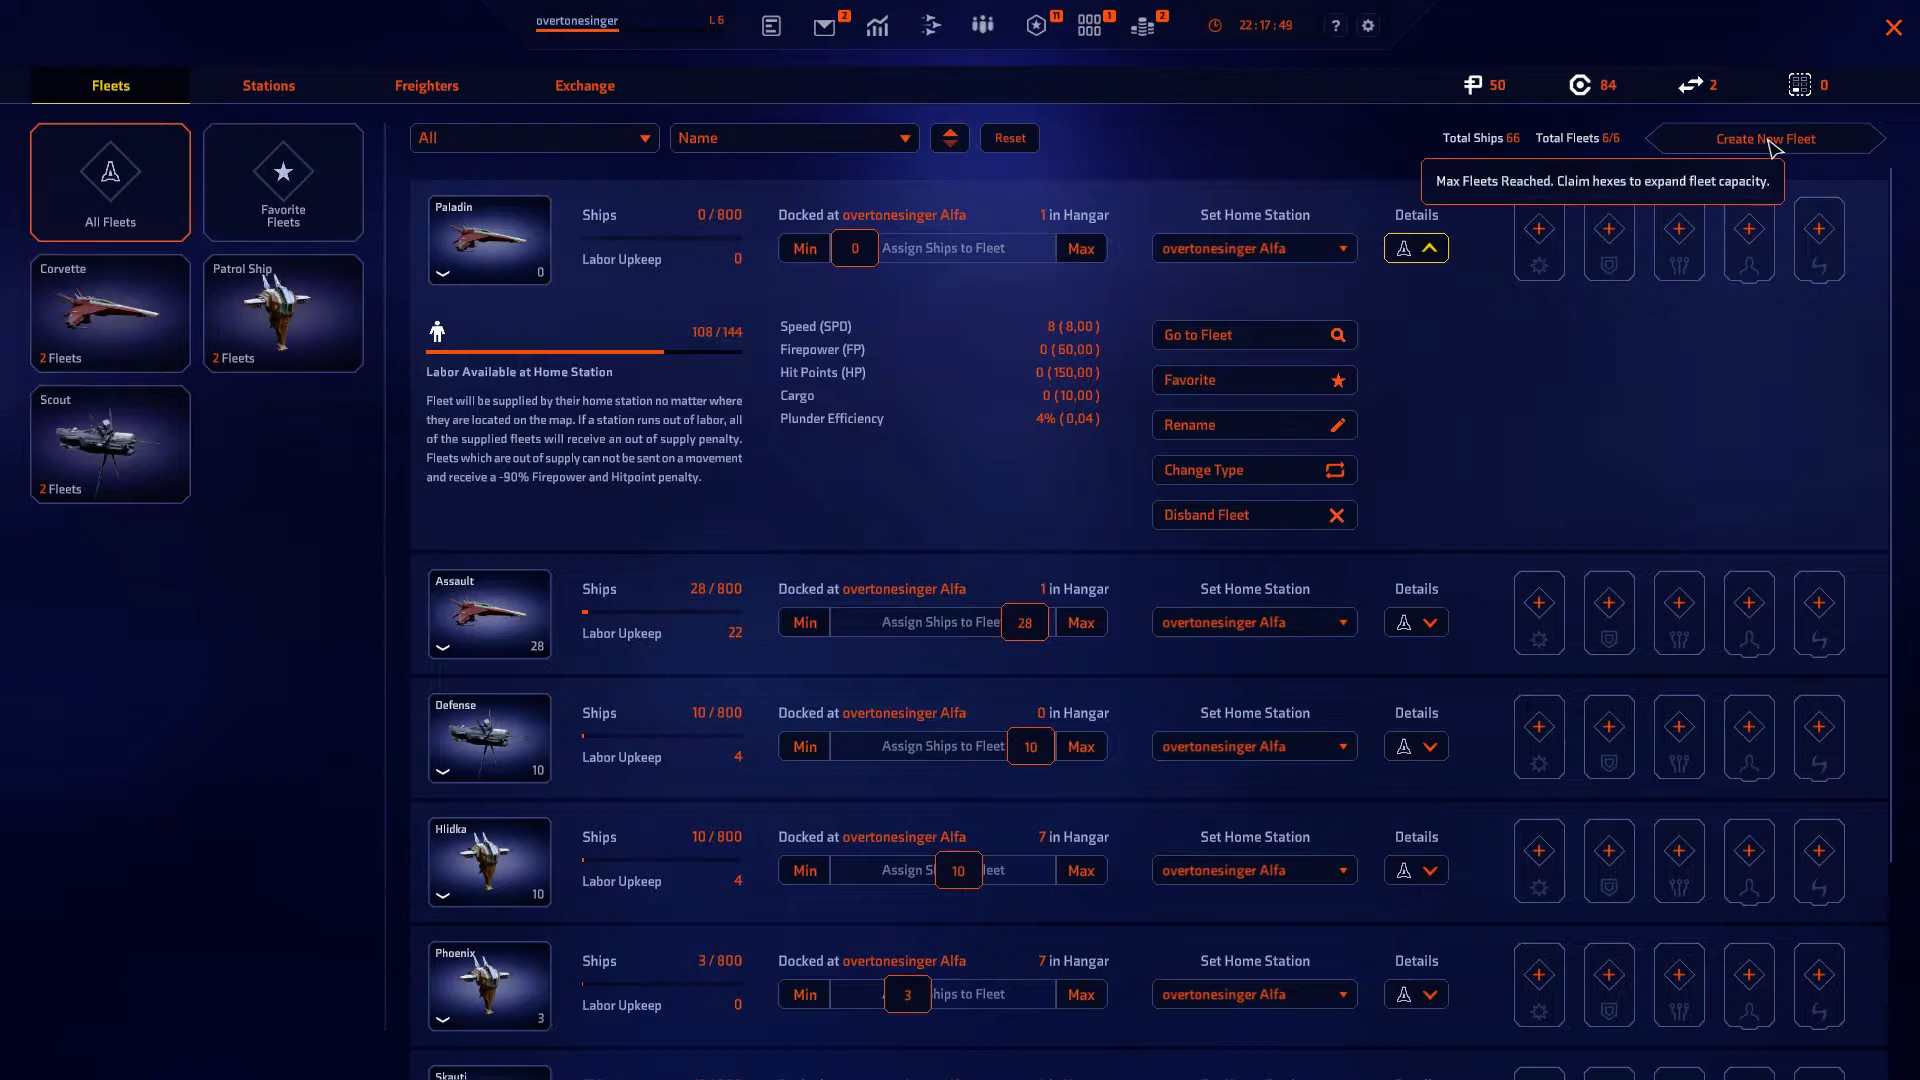 overtonesinger L 6
2
11
1
2
22:17:49
?
Fleets Stations Freighters Exchange
50 84 2 0
All Fleets
Favorite
Fleets
Corvette
2 Fleets
Patrol Ship
2 Fleets
Scout
2 Fleets
All Name Reset
Total Ships 66 Total Fleets 6/6 Create New Fleet
Max Fleets Reached. Claim hexes to expand fleet capacity.
Paladin
0
Ships 0/800
Labor Upkeep 0
Docked at overtonesinger Alfa 1 in Hangar
Min 0 Assign Ships to Fleet Max
Set Home Station
overtonesinger Alfa
Details
108/144
Labor Available at Home Station
Fleet will be supplied by their home station no matter where
they are located on the map. If a station runs out of labor, all
of the supplied fleets will receive an out of supply penalty.
Fleets which are out of supply can not be sent on a movement
and receive a -90% Firepower and Hitpoint penalty.
Speed (SPD) 8 ( 8,00 )
Firepower (FP) 0 ( 60,00 )
Hit Points (HP) 0 ( 150,00 )
Cargo 0 ( 10,00 )
Plunder Efficiency 4% ( 0,04 )
Go to Fleet
Favorite
Rename
Change Type
Disband Fleet
Assault
28
Ships 28/800
Labor Upkeep 22
Docked at overtonesinger Alfa 1 in Hangar
Min Assign Ships to Flee 28 Max
Set Home Station
overtonesinger Alfa
Details
Defense
10
Ships 10/800
Labor Upkeep 4
Docked at overtonesinger Alfa 0 in Hangar
Min Assign Ships to Fleet 10 Max
Set Home Station
overtonesinger Alfa
Details
Hlidka
10
Ships 10/800
Labor Upkeep 4
Docked at overtonesinger Alfa 7 in Hangar
Min Assign S 10 leet Max
Set Home Station
overtonesinger Alfa
Details
Phoenix
3
Ships 3/800
Labor Upkeep 0
Docked at overtonesinger Alfa 7 in Hangar
Min 3 hips to Fleet Max
Set Home Station
overtonesinger Alfa
Details
Skauti